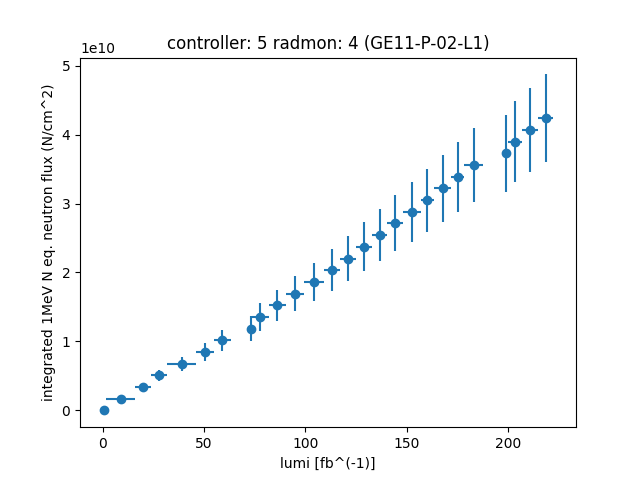 controller: 5 radmon: 4 (GE11-P-02-L1)
1e10
integrated 1MeV N eq. neutron flux (N/cm^2)
5
4
3
2
1
0
0 50 100 150 200
lumi [fb^(-1)]